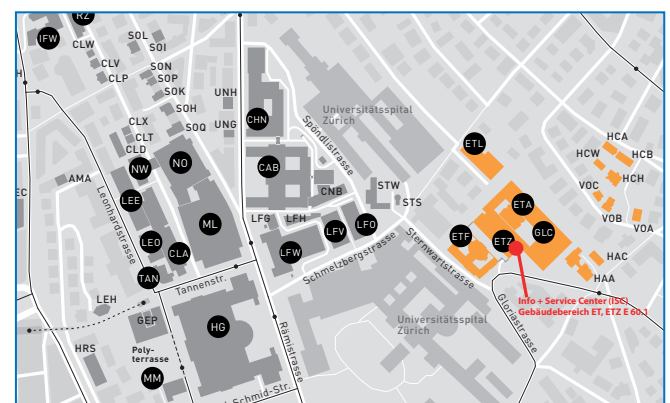 RZ
IFW
CLW
SOL
SOI
CLV
SON
CLP
SOP
SOK
UNH
SOH
CLX
CLT
SOQ
UNG
CLD
CHN
Spöndlistrasse
Universitätsspital
Zürich
NW
NO
CAB
ETL
HCA
HCW
HCB
HCH
VOC
VOB
VOA
AMA
EC
Leonhardstrasse
LEE
CNB
STW
STS
ETA
LEO
CLA
ML
LFG
LFH
LFW
LFV
LFO
ETF
ETZ
GLC
Sternwartstrasse
Schmelzbergstrasse
HAC
HAA
TAN
Tannenstr.
LEH
GEP
HG
Rämistrasse
Info + Service Center (ISC)
Gebäudebereich ET, ETZ E 60.1
Gloriastrasse
Universitätsspital
Zürich
HRS
Poly-
terrasse
MM
Schmid-Str.